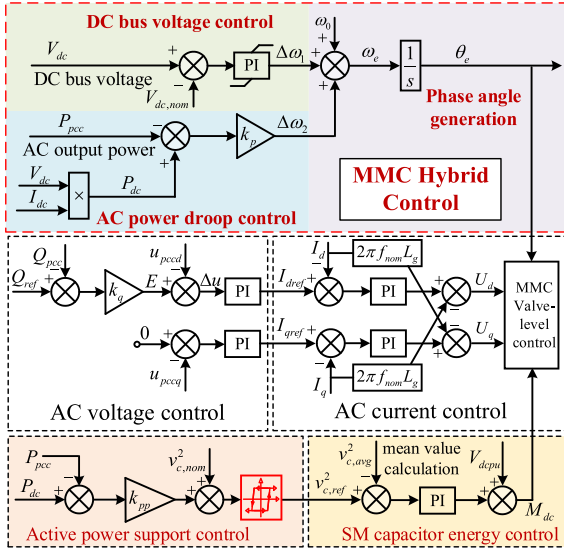 DC bus voltage control
V_dc
DC bus voltage
+
−
V_dc,nom
PI
Δω_1
ω_0
+
+
+
ω_e
1/s
θ_e
Phase angle generation
P_pcc
AC output power
−
+
k_p
Δω_2
V_dc
I_dc
×
P_dc
AC power droop control
MMC Hybrid Control
Q_pcc
Q_ref
−
+
k_q
E
u_pccd
−
+
Δu
PI
0
+
−
u_pccq
PI
AC voltage control
I_dref
+
−
I_d
2π f_nom L_g
PI
+
−
U_d
I_qref
+
−
I_q
2π f_nom L_g
PI
−
+
U_q
AC current control
MMC Valve-level control
P_pcc
P_dc
+
−
k_pp
v²_c,nom
+
+
Active power support control
v²_c,ref
v²_c,avg
+
−
mean value calculation
PI
V_dcpu
+
+
M_dc
SM capacitor energy control